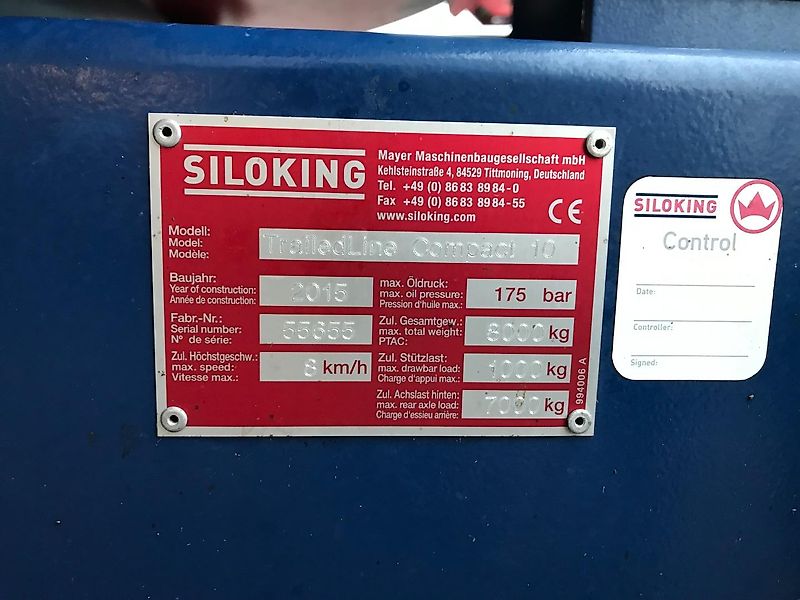 SILOKING
Mayer Maschinenbaugesellschaft mbH
Kehlsteinstraße 4, 84529 Tittmoning, Deutschland
Tel. +49 (0) 86 83 89 84-0
Fax +49 (0) 86 83 89 84-55
www.siloking.com
CE
Modell:
Model:
Modèle:
TrailedLine Compact 10
Baujahr:
Year of construction:
Année de construction:
2015
max. Öldruck:
max. oil pressure:
Pression d'huile max.:
175 bar
Fabr.-Nr.:
Serial number:
N° de série:
55655
Zul. Gesamtgew.:
max. total weight:
PTAC:
8000 kg
Zul. Höchstgeschw.:
max. speed:
Vitesse max.:
km/h
Zul. Stützlast:
max. drawbar load:
Charge d'appui max.:
1000 kg
Zul. Achslast hinten:
max. rear axle load:
Charge d'essieu arrière:
7000 kg
994006 A
SILOKING
Control
Date:
Controller:
Signed: